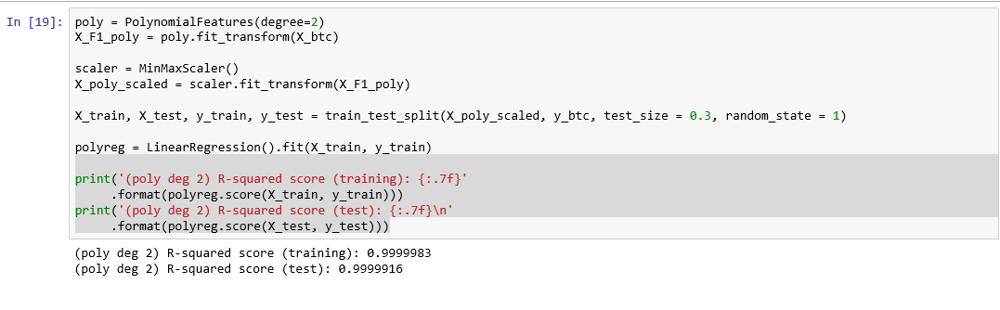 In [19]: poly = PolynomialFeatures(degree=2)
X_F1_poly = poly.fit_transform(X_btc)
scaler = MinMaxScaler()
X_poly_scaled = scaler.fit_transform(X_F1_poly)
X_train, X_test, y_train, y_test = train_test_split(X_poly_scaled, y_btc, test_size = 0.3, random_state = 1)
polyreg = LinearRegression().fit(X_train, y_train)
print('(poly deg 2) R-squared score (training): {:.7f}'
.format(polyreg.score(X_train, y_train)))
print('(poly deg 2) R-squared score (test): {:.7f}\n'
.format(polyreg.score(X_test, y_test)))
(poly deg 2) R-squared score (training): 0.9999983
(poly deg 2) R-squared score (test): 0.9999916